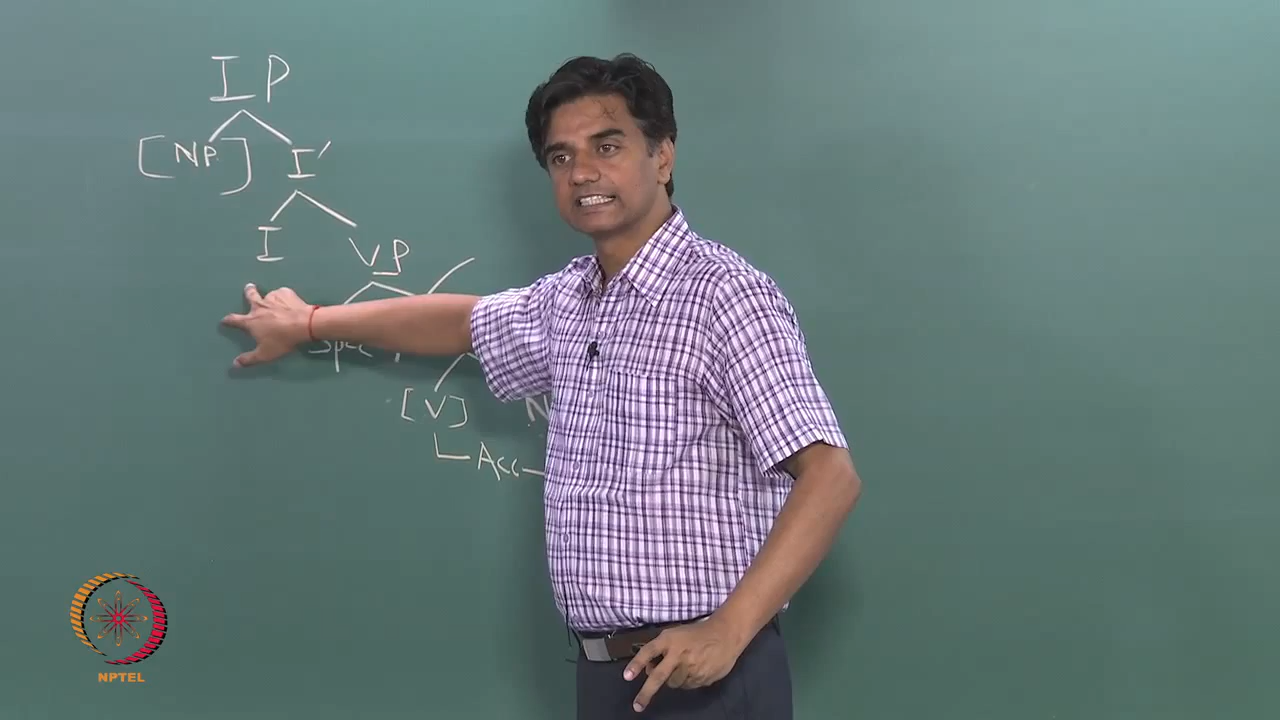 IP
[NP] I′
I VP
Spec
[V]
Acc
NPTEL